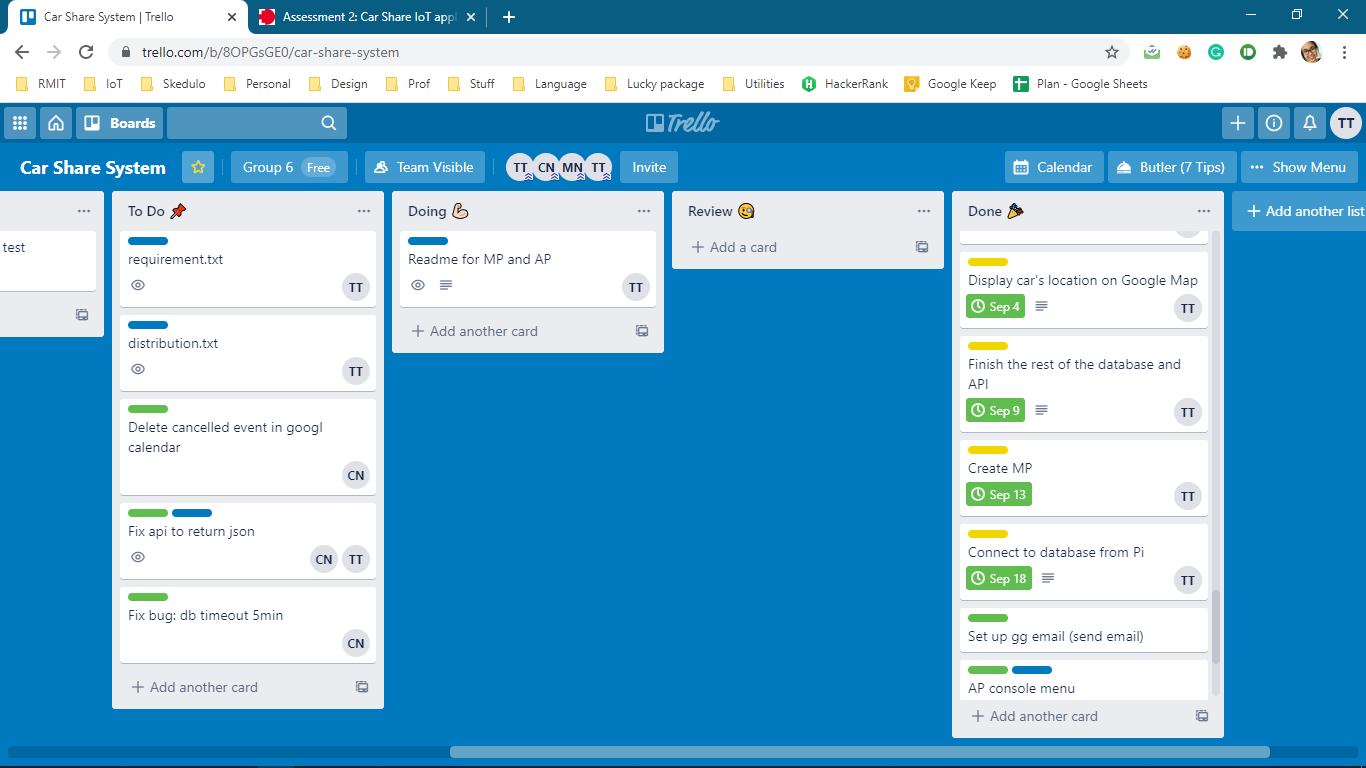 Car Share System | Trello
Assessment 2: Car Share IoT appl
trello.com/b/8OPGsGE0/car-share-system
RMIT
IoT
Skedulo
Personal
Design
Prof
Stuff
Language
Lucky package
Utilities
HackerRank
Google Keep
Plan - Google Sheets
Boards
Trello
TT
Car Share System
Group 6 Free
Team Visible
TT CN MN TT
Invite
Calendar
Butler (7 Tips)
Show Menu
test
To Do
requirement.txt
TT
distribution.txt
TT
Delete cancelled event in googl
calendar
CN
Fix api to return json
CN TT
Fix bug: db timeout 5min
CN
+ Add another card
Doing
Readme for MP and AP
TT
+ Add another card
Review
+ Add a card
Done
Display car's location on Google Map
Sep 4
TT
Finish the rest of the database and
API
Sep 9
TT
Create MP
Sep 13
TT
Connect to database from Pi
Sep 18
TT
Set up gg email (send email)
AP console menu
+ Add another card
+ Add another list